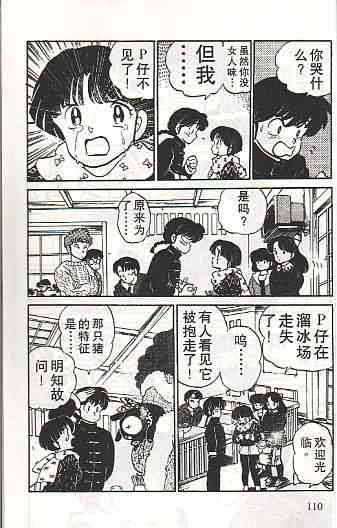 你哭什
么？
虽然你没
女人味…
但我
……
P仔不
见了！
是吗？
原来为
了……
P仔在
溜冰场
走失
了！
呜……
有人看见它
被抱走了！
欢迎光
临。
那只猪
的特征
是……
明知故
问！
110